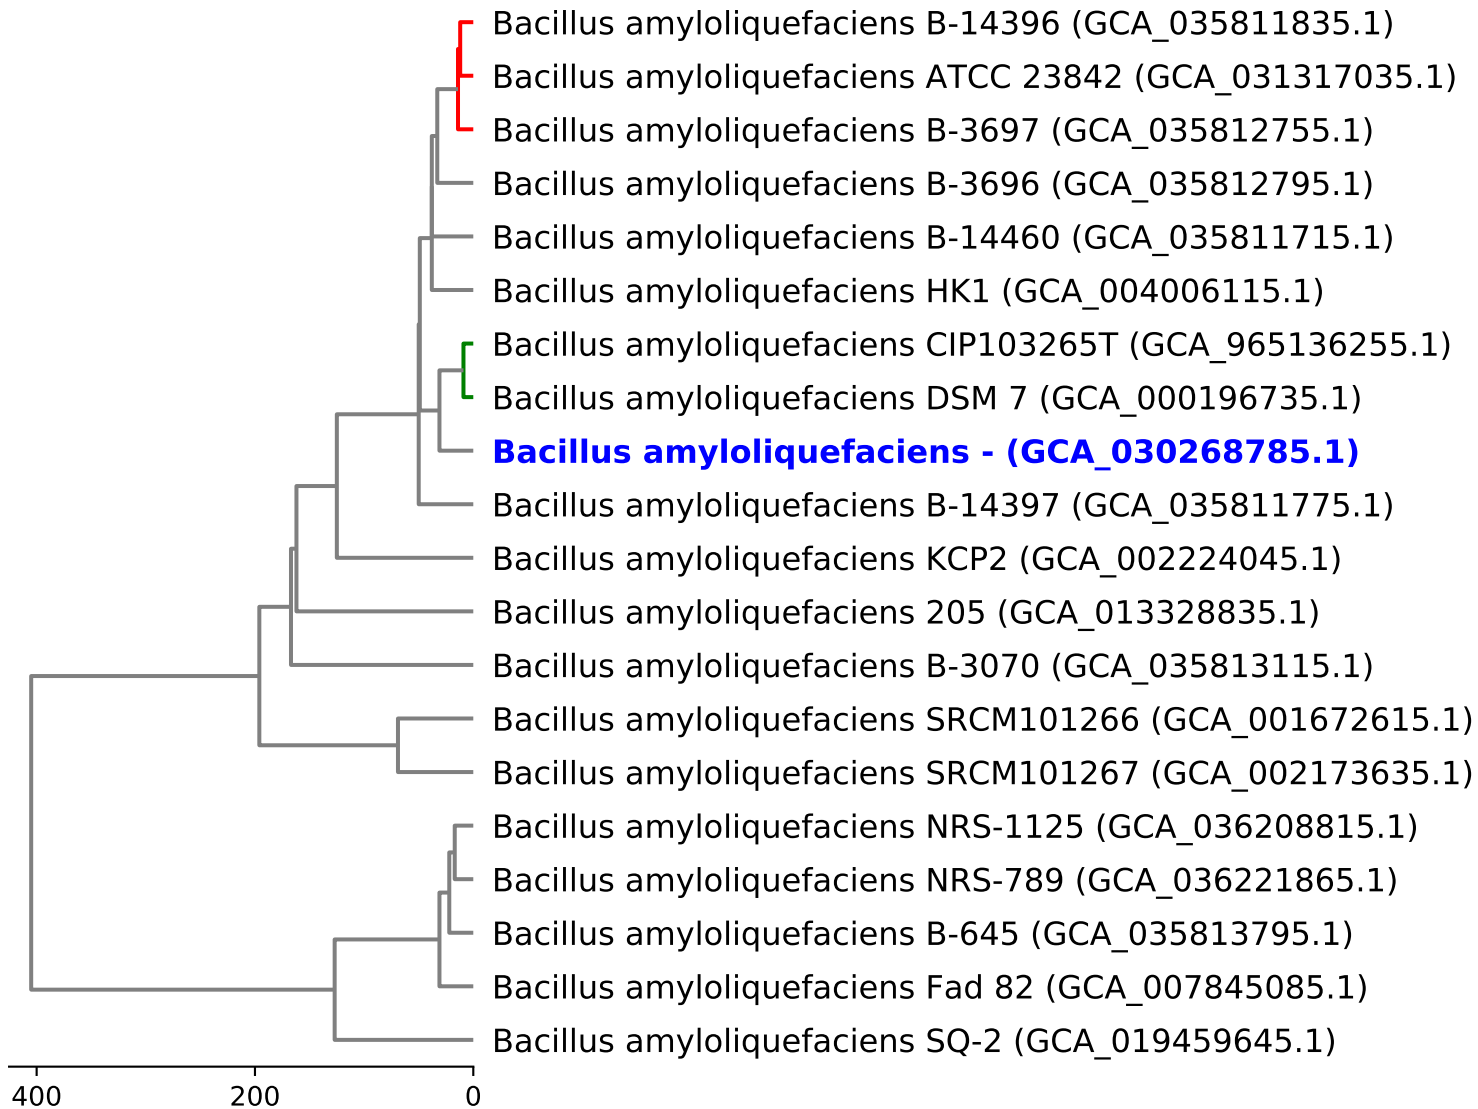 Bacillus amyloliquefaciens B-14396 (GCA_035811835.1)
Bacillus amyloliquefaciens ATCC 23842 (GCA_031317035.1)
Bacillus amyloliquefaciens B-3697 (GCA_035812755.1)
Bacillus amyloliquefaciens B-3696 (GCA_035812795.1)
Bacillus amyloliquefaciens B-14460 (GCA_035811715.1)
Bacillus amyloliquefaciens HK1 (GCA_004006115.1)
Bacillus amyloliquefaciens CIP103265T (GCA_965136255.1)
Bacillus amyloliquefaciens DSM 7 (GCA_000196735.1)
Bacillus amyloliquefaciens - (GCA_030268785.1)
Bacillus amyloliquefaciens B-14397 (GCA_035811775.1)
Bacillus amyloliquefaciens KCP2 (GCA_002224045.1)
Bacillus amyloliquefaciens 205 (GCA_013328835.1)
Bacillus amyloliquefaciens B-3070 (GCA_035813115.1)
Bacillus amyloliquefaciens SRCM101266 (GCA_001672615.1)
Bacillus amyloliquefaciens SRCM101267 (GCA_002173635.1)
Bacillus amyloliquefaciens NRS-1125 (GCA_036208815.1)
Bacillus amyloliquefaciens NRS-789 (GCA_036221865.1)
Bacillus amyloliquefaciens B-645 (GCA_035813795.1)
Bacillus amyloliquefaciens Fad 82 (GCA_007845085.1)
Bacillus amyloliquefaciens SQ-2 (GCA_019459645.1)
400 200 0